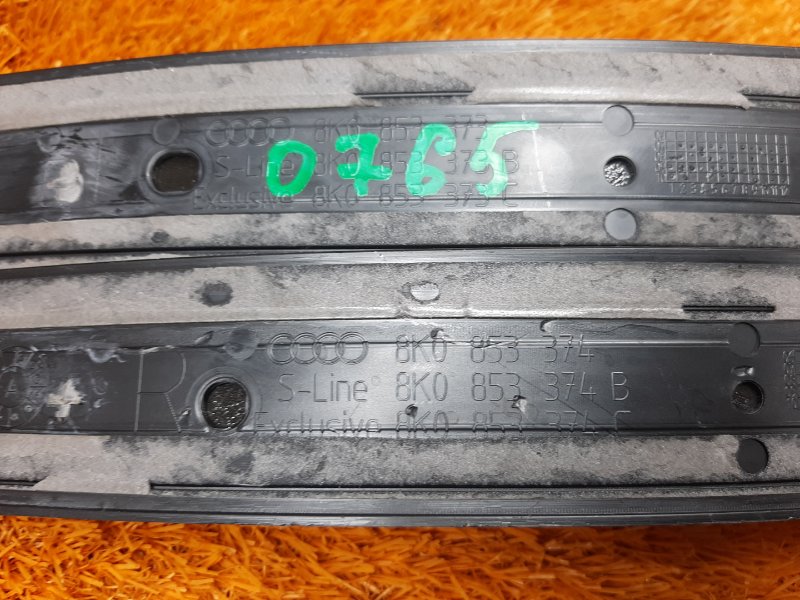 8K0 853 373
S-Line 8K0 853 373 B
Exclusive 8K0 853 373 C
0765
R
8K0 853 374
S-Line® 8K0 853 374 B
Exclusive 8K0 853 374 C